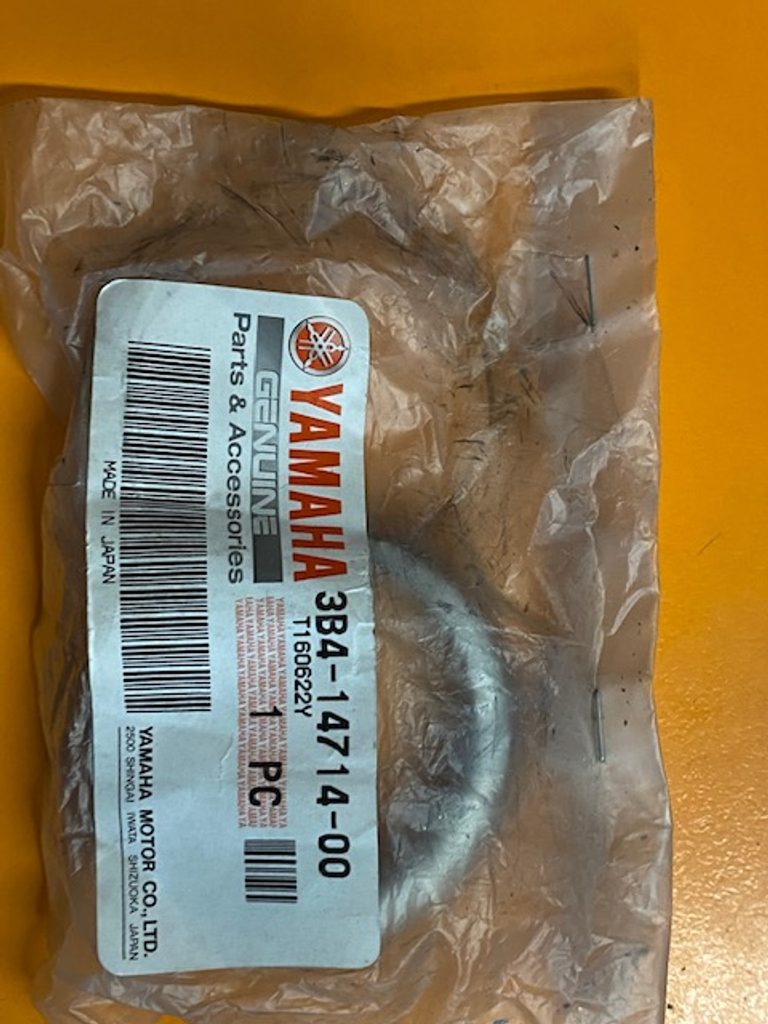 YAMAHA
GENUINE
Parts & Accessories
3B4-14714-00
T160622Y
1 PC
MADE IN JAPAN
YAMAHA MOTOR CO., LTD.
2500 SHINGAI IWATA SHIZUOKA JAPAN